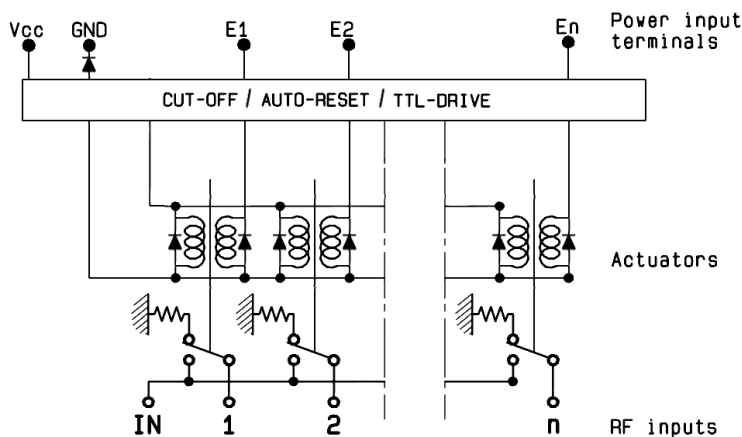 Vcc GND E1 E2 En Power input
terminals
CUT-OFF / AUTO-RESET / TTL-DRIVE
Actuators
IN 1 2 n RF inputs